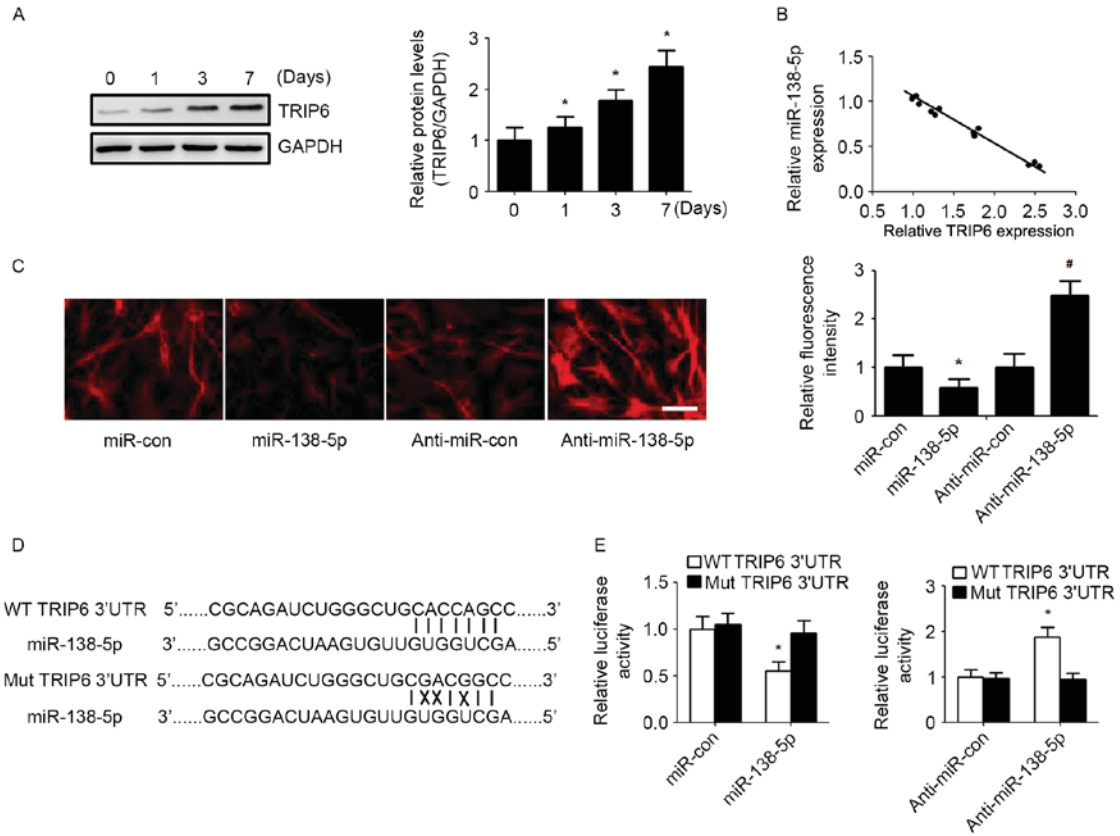 A
0 1 3 7 (Days)
TRIP6
GAPDH
Relative protein levels
(TRIP6/GAPDH)
3
2
1
0
*
*
*
0 1 3 7 (Days)
B
Relative miR-138-5p
expression
1.5
1.0
0.5
0.0
0.5 1.0 1.5 2.0 2.5 3.0
Relative TRIP6 expression
C
miR-con miR-138-5p Anti-miR-con Anti-miR-138-5p
Relative fluorescence
intensity
3
2
1
0
*
#
miR-con
miR-138-5p
Anti-miR-con
Anti-miR-138-5p
D
WT TRIP6 3'UTR 5'......CGCAGAUCUGGGCUGCACCAGCC......3'
miR-138-5p 3'......GCCGGACUAAGUGUUGUGGUCGA......5'
Mut TRIP6 3'UTR 5'......CGCAGAUCUGGGCUGCGACGGCC......3'
miR-138-5p 3'......GCCGGACUAAGUGUUGUGGUCGA......5'
E
WT TRIP6 3'UTR
Mut TRIP6 3'UTR
Relative luciferase
activity
1.5
1.0
0.5
0.0
*
miR-con
miR-138-5p
WT TRIP6 3'UTR
Mut TRIP6 3'UTR
Relative luciferase
activity
3
2
1
0
*
Anti-miR-con
Anti-miR-138-5p